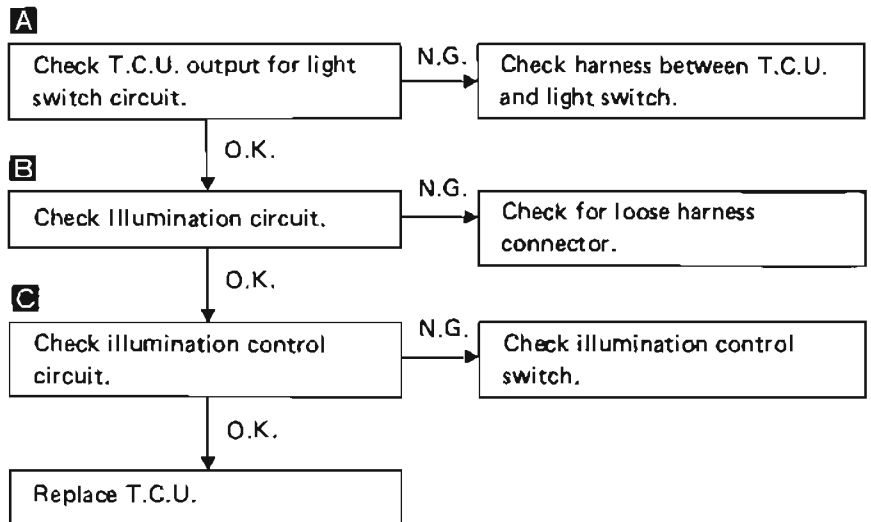 A
Check T.C.U. output for light
switch circuit.
N.G.
Check harness between T.C.U.
and light switch.
O.K.
B
Check Illumination circuit.
N.G.
Check for loose harness
connector.
O.K.
C
Check illumination control
circuit.
N.G.
Check illumination control
switch.
O.K.
Replace T.C.U.